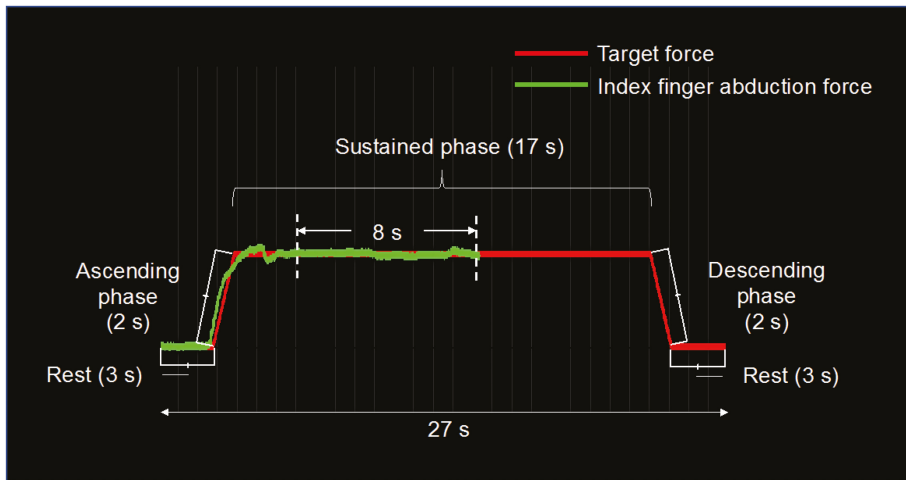 Target force
Index finger abduction force
Sustained phase (17 s)
8 s
Ascending
phase
(2 s)
Descending
phase
(2 s)
Rest (3 s)
Rest (3 s)
27 s